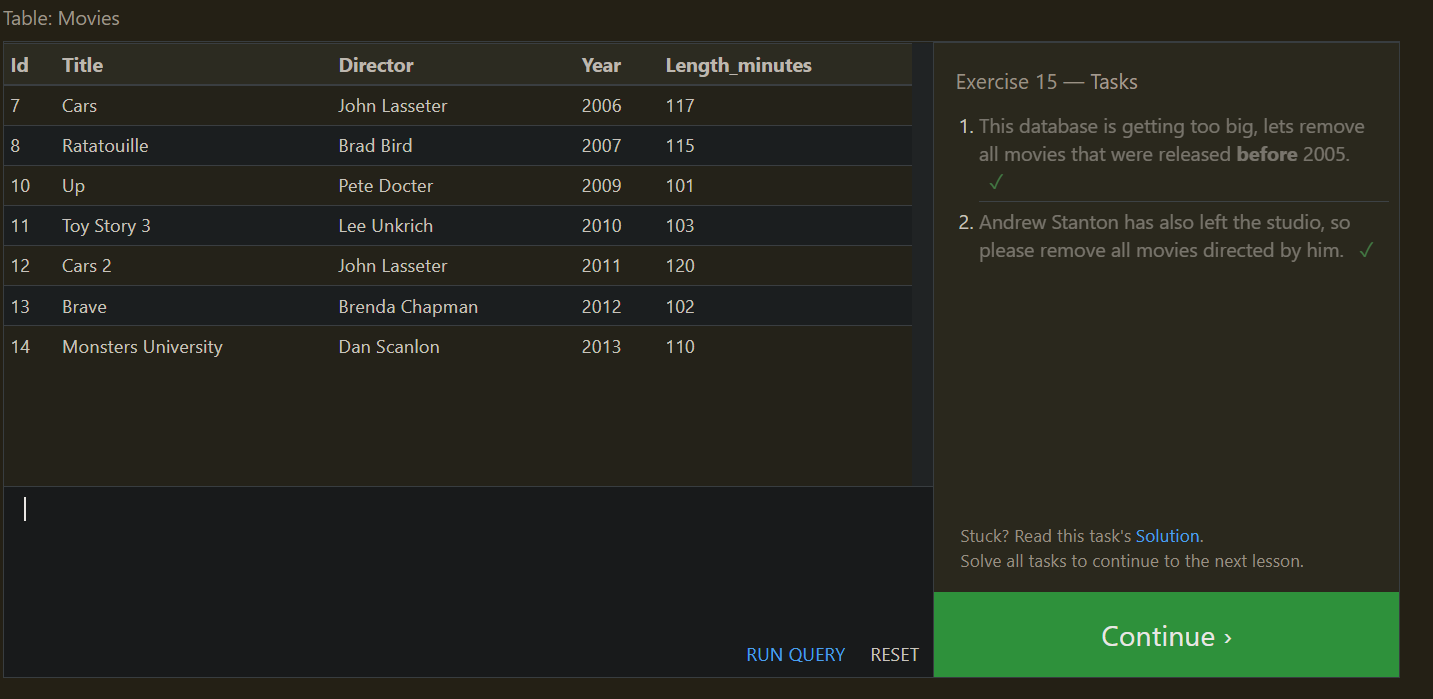 Table: Movies
Id Title Director Year Length_minutes
7 Cars John Lasseter 2006 117
8 Ratatouille Brad Bird 2007 115
10 Up Pete Docter 2009 101
11 Toy Story 3 Lee Unkrich 2010 103
12 Cars 2 John Lasseter 2011 120
13 Brave Brenda Chapman 2012 102
14 Monsters University Dan Scanlon 2013 110
RUN QUERY RESET
Exercise 15 — Tasks
1. This database is getting too big, lets remove
all movies that were released before 2005.
✓
2. Andrew Stanton has also left the studio, so
please remove all movies directed by him. ✓
Stuck? Read this task's Solution.
Solve all tasks to continue to the next lesson.
Continue ›